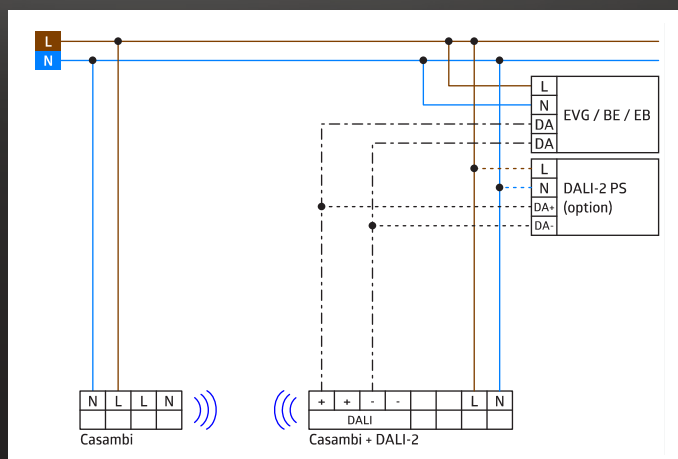 L
N
L
N
DA
DA
EVG / BE / EB
L
N
DA+
DA-
DALI-2 PS
(option)
N L L N
+ + - - L N
DALI
Casambi
Casambi + DALI-2